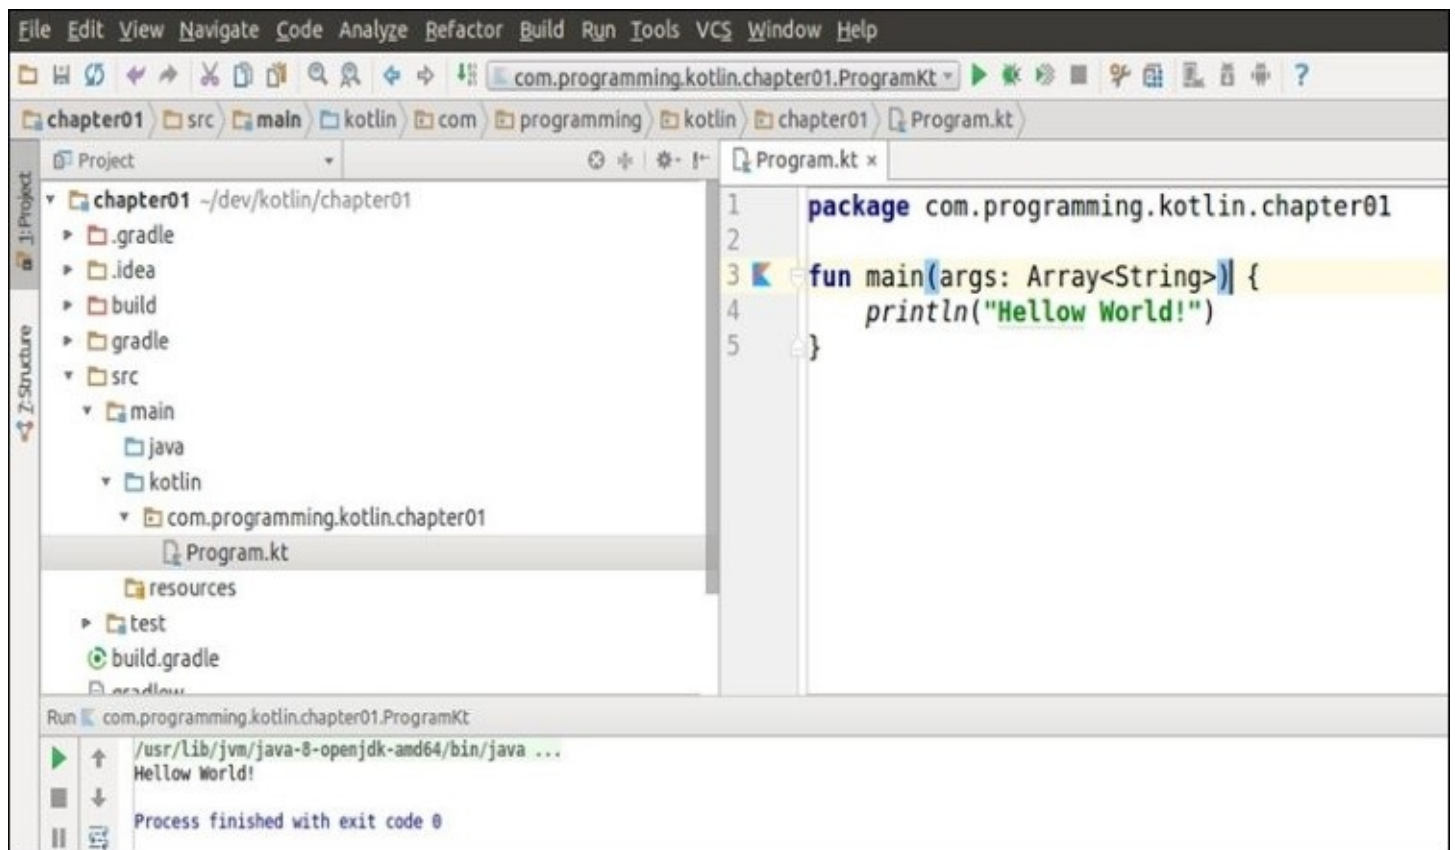 File Edit View Navigate Code Analyze Refactor Build Run Tools VCS Window Help
com.programming.kotlin.chapter01.ProgramKt
chapter01 src main kotlin com programming kotlin chapter01 Program.kt
1: Project
Z: Structure
Project
chapter01 ~/dev/kotlin/chapter01
.gradle
.idea
build
gradle
src
main
java
kotlin
com.programming.kotlin.chapter01
Program.kt
resources
test
build.gradle
gradlew
Program.kt ×
1 package com.programming.kotlin.chapter01
2
3 fun main(args: Array<String>) {
4 println("Hellow World!")
5 }
Run com.programming.kotlin.chapter01.ProgramKt
/usr/lib/jvm/java-8-openjdk-amd64/bin/java ...
Hellow World!
Process finished with exit code 0